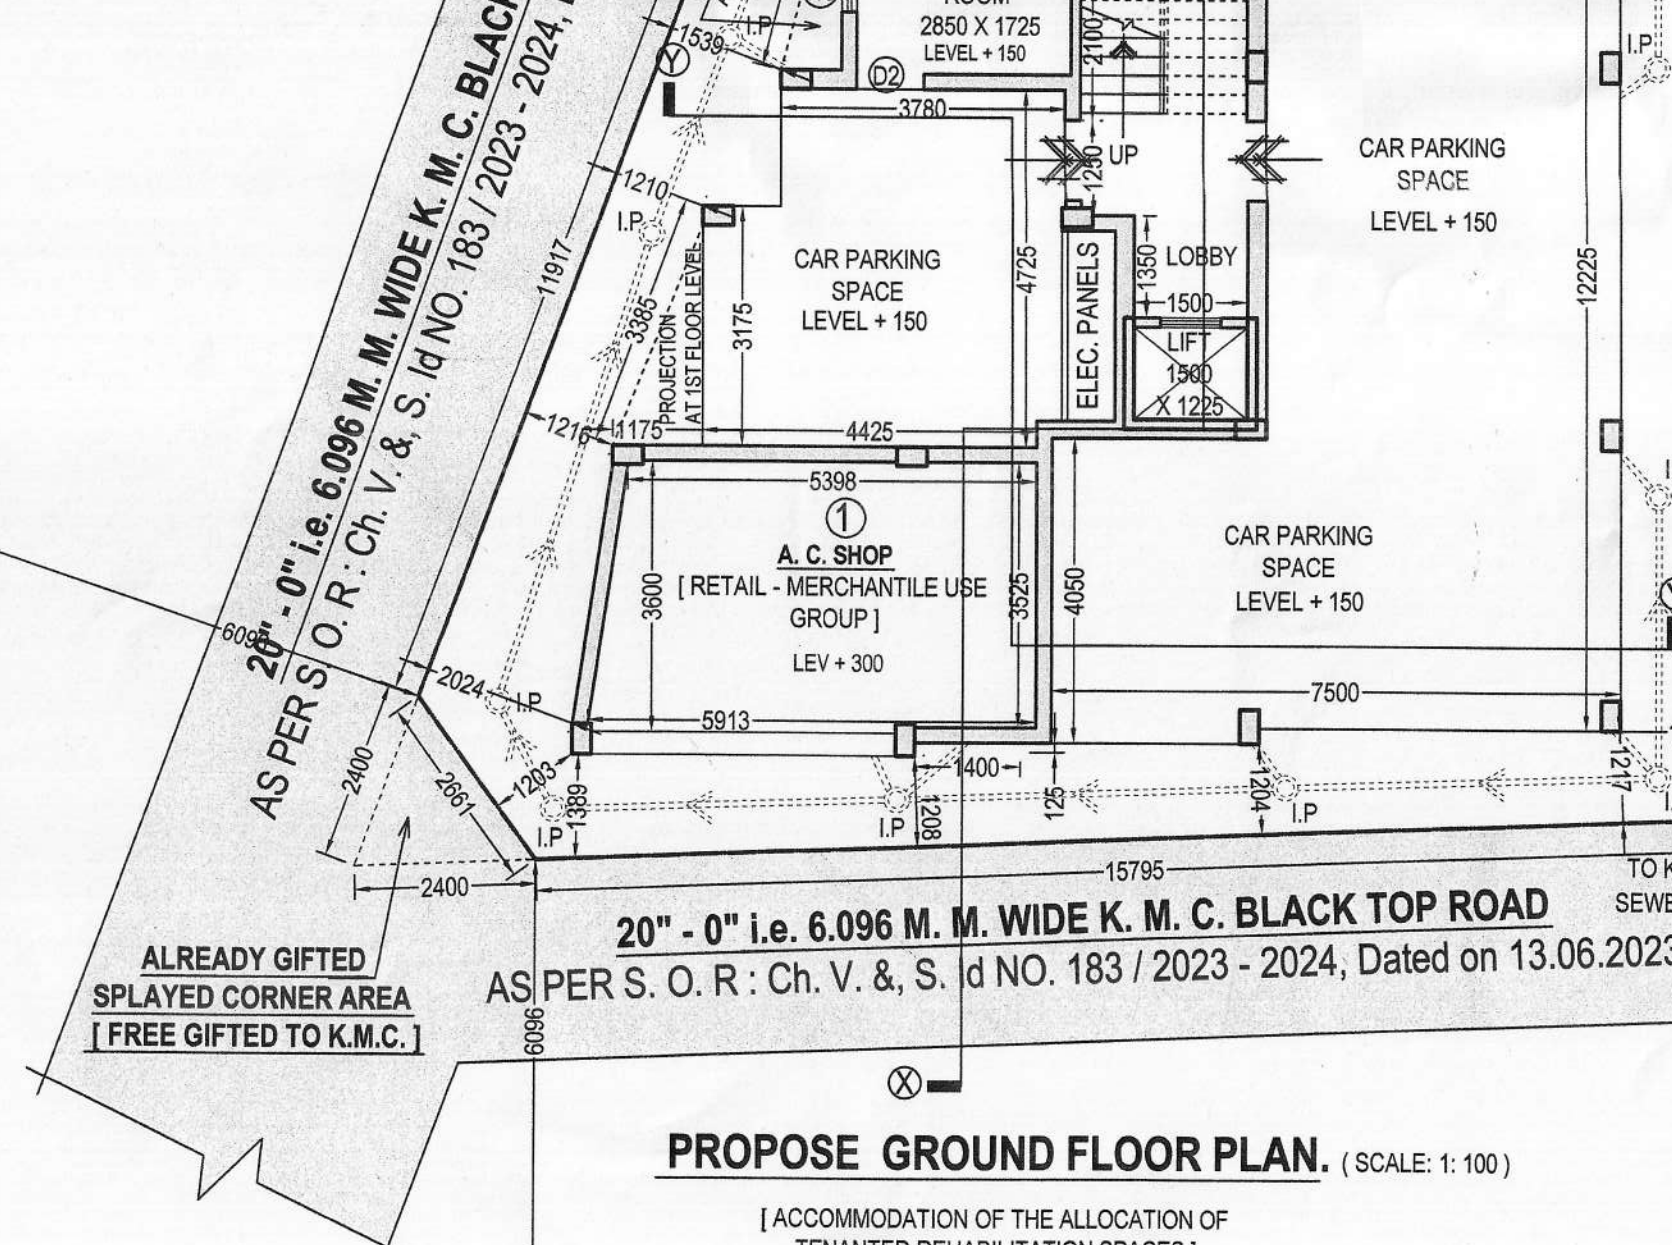 2850 X 1725
LEVEL + 150
I.P
1539
Y
D2
3780
2100
UP
1250
I.P
CAR PARKING
SPACE
LEVEL + 150
1210
I.P
11917
3385
PROJECTION
AT 1ST FLOOR LEVEL
3175
CAR PARKING
SPACE
LEVEL + 150
4725
ELEC. PANELS
1350
LOBBY
1500
LIFT
1500
X 1225
12225
1216
1175
4425
5398
1
A. C. SHOP
[ RETAIL - MERCHANTILE USE
GROUP ]
LEV + 300
3600
3525
4050
CAR PARKING
SPACE
LEVEL + 150
7500
5913
2024
I.P
2400
2661
1203
1389
I.P
2400
I.P
1208
1400
125
1204
I.P
1217
15795
20" - 0" i.e. 6.096 M. M. WIDE K. M. C. BLACK
AS PER S. O. R : Ch. V. &, S. Id NO. 183 / 2023 - 2024,
20" - 0" i.e. 6.096 M. M. WIDE K. M. C. BLACK TOP ROAD
AS PER S. O. R : Ch. V. &, S. Id NO. 183 / 2023 - 2024, Dated on 13.06.2023
TO K
SEWE
ALREADY GIFTED
SPLAYED CORNER AREA
[ FREE GIFTED TO K.M.C. ]
6096
X
PROPOSE GROUND FLOOR PLAN. ( SCALE: 1: 100 )
[ ACCOMMODATION OF THE ALLOCATION OF